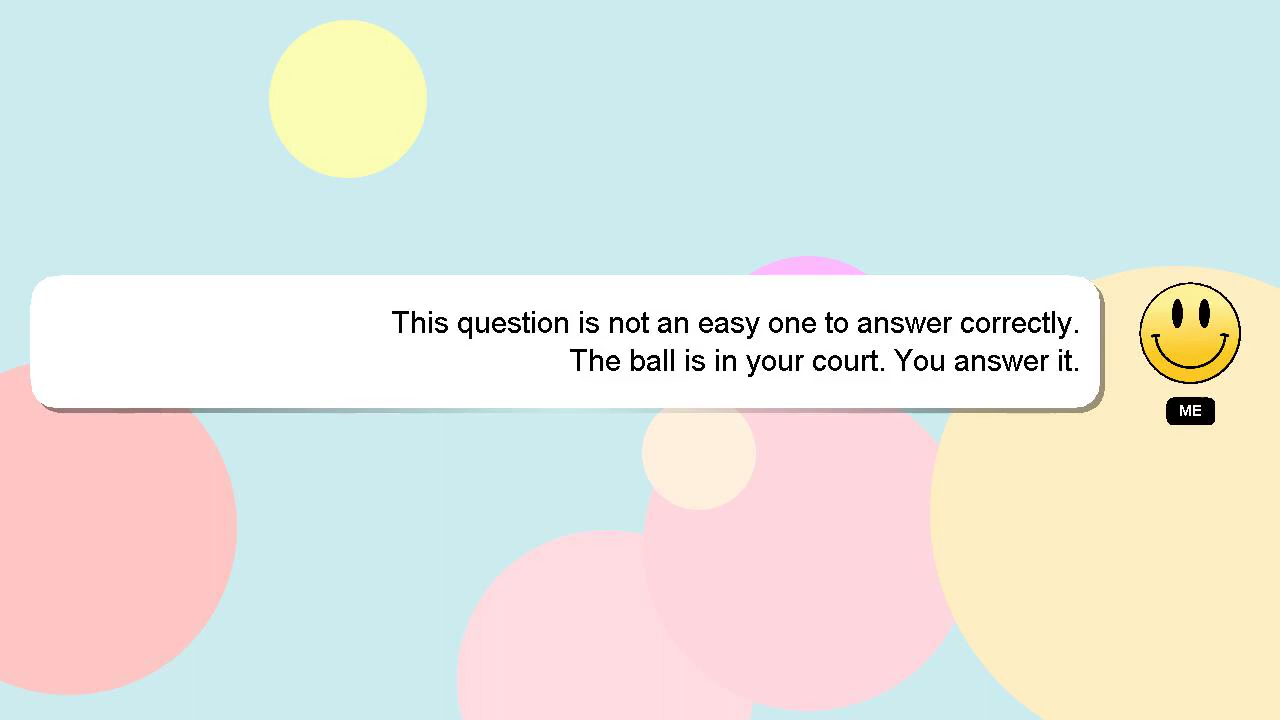 This question is not an easy one to answer correctly.
The ball is in your court. You answer it.
ME